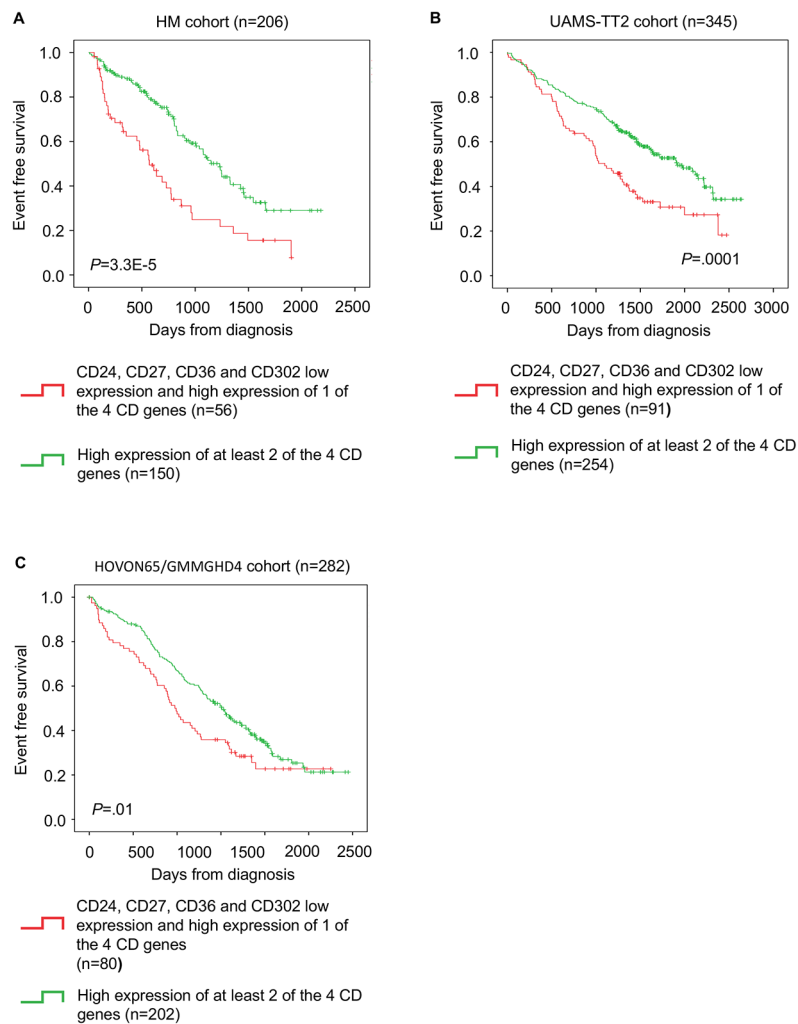 A
HM cohort (n=206)
Event free survival
1.0
0.8
0.6
0.4
0.2
0.0
P=3.3E-5
0 500 1000 1500 2000 2500
Days from diagnosis
CD24, CD27, CD36 and CD302 low
expression and high expression of 1 of
the 4 CD genes (n=56)
High expression of at least 2 of the 4 CD
genes (n=150)
B
UAMS-TT2 cohort (n=345)
Event free survival
1.0
0.8
0.6
0.4
0.2
0.0
P=.0001
0 500 1000 1500 2000 2500 3000
Days from diagnosis
CD24, CD27, CD36 and CD302 low
expression and high expression of 1 of
the 4 CD genes (n=91)
High expression of at least 2 of the 4 CD
genes (n=254)
C
HOVON65/GMMGHD4 cohort (n=282)
Event free survival
1.0
0.8
0.6
0.4
0.2
0.0
P=.01
0 500 1000 1500 2000 2500
Days from diagnosis
CD24, CD27, CD36 and CD302 low
expression and high expression of 1 of
the 4 CD genes
(n=80)
High expression of at least 2 of the 4 CD
genes (n=202)